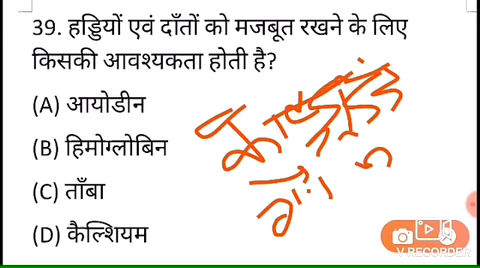 39. हड्डियों एवं दाँतों को मजबूत रखने के लिए
किसकी आवश्यकता होती है?
(A) आयोडीन
(B) हिमोग्लोबिन
(C) ताँबा
(D) कैल्शियम
V RECORDER